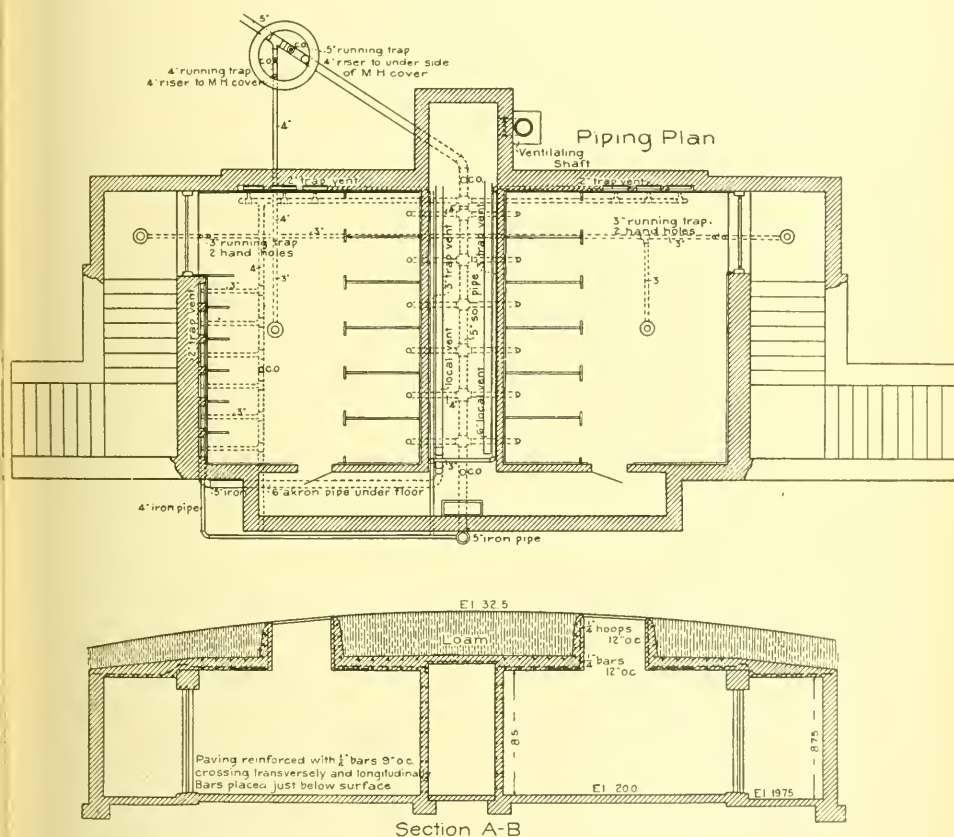 5"
C.O.
5" running trap
4" riser to under side
of M H cover
C.O.
4" running trap
4" riser to M H cover
4"
Piping Plan
Ventilating
Shaft
2" trap vent
C.O.
2" trap vent
4"
4"
3"
3" running trap
2 hand holes
3" running trap
2 hand holes
3"
3
4"
3"
3"
2" trap vent
3" trap vent
5" soil pipe
3" trap vent
local vent
6" local vent
C.O
3"
4"
3"
C.O.
5" iron
6" akron pipe under floor
4" iron pipe
5" iron pipe
El 32.5
Loam
¼" hoops
12" o c
¼" bars
12" o c
Paving reinforced with ¼" bars 9" o c
crossing transversely and longitudinally
Bars placed just below surface
8.5
8.75
El 20.0
El 19.75
Section A-B